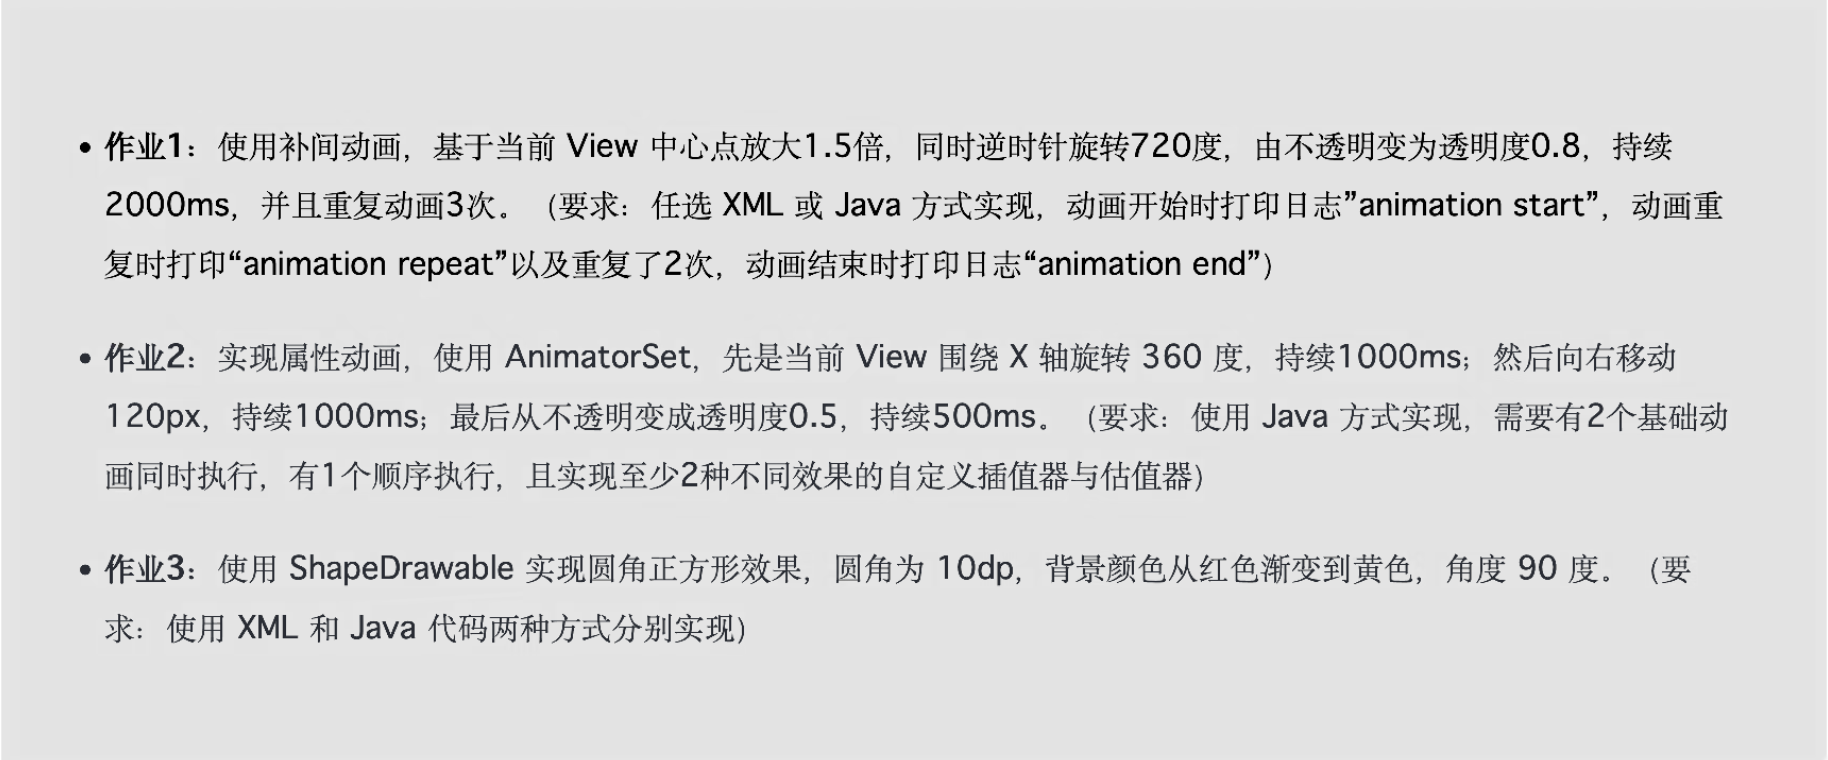 • 作业1：使用补间动画，基于当前 View 中心点放大1.5倍，同时逆时针旋转720度，由不透明变为透明度0.8，持续
2000ms，并且重复动画3次。（要求：任选 XML 或 Java 方式实现，动画开始时打印日志”animation start”，动画重
复时打印“animation repeat”以及重复了2次，动画结束时打印日志“animation end”）
• 作业2：实现属性动画，使用 AnimatorSet，先是当前 View 围绕 X 轴旋转 360 度，持续1000ms；然后向右移动
120px，持续1000ms；最后从不透明变成透明度0.5，持续500ms。（要求：使用 Java 方式实现，需要有2个基础动
画同时执行，有1个顺序执行，且实现至少2种不同效果的自定义插值器与估值器）
• 作业3：使用 ShapeDrawable 实现圆角正方形效果，圆角为 10dp，背景颜色从红色渐变到黄色，角度 90 度。（要
求：使用 XML 和 Java 代码两种方式分别实现）